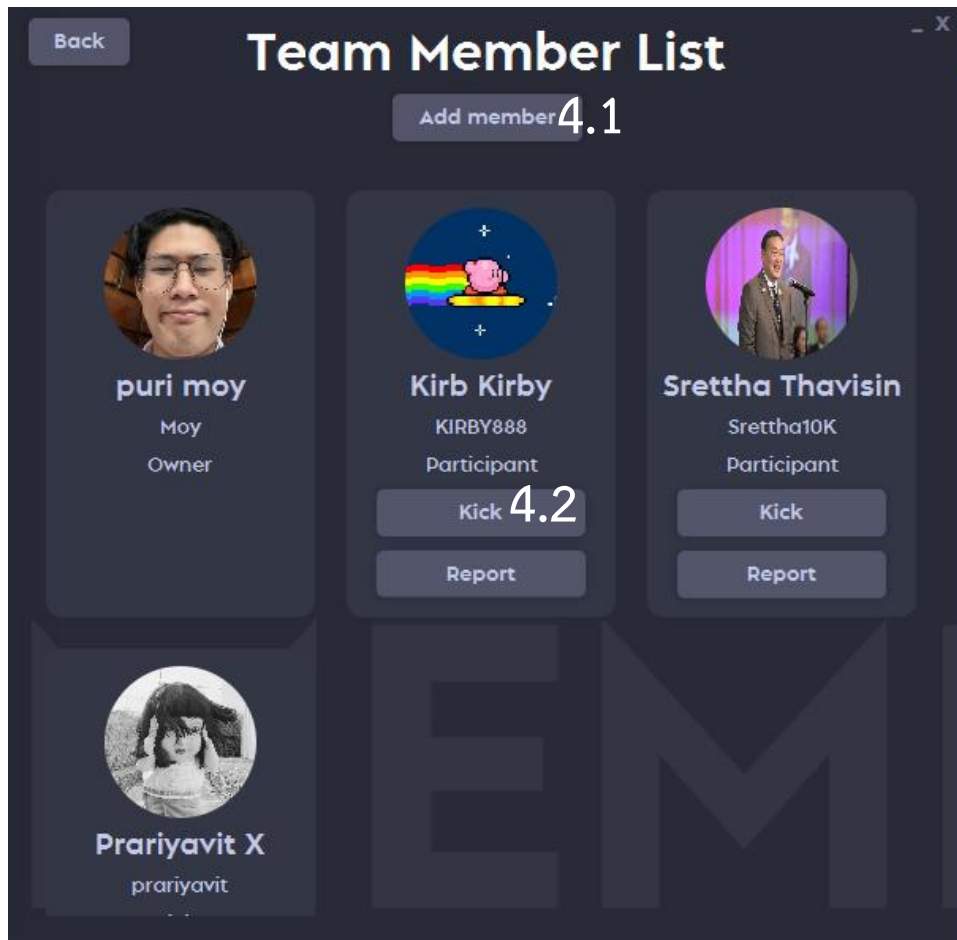 Back
_ X
Team Member List
Add member 4.1
puri moy
Moy
Owner
Kirb Kirby
KIRBY888
Participant
Kick 4.2
Report
Srettha Thavisin
Srettha10K
Participant
Kick
Report
Prariyavit X
prariyavit
EM